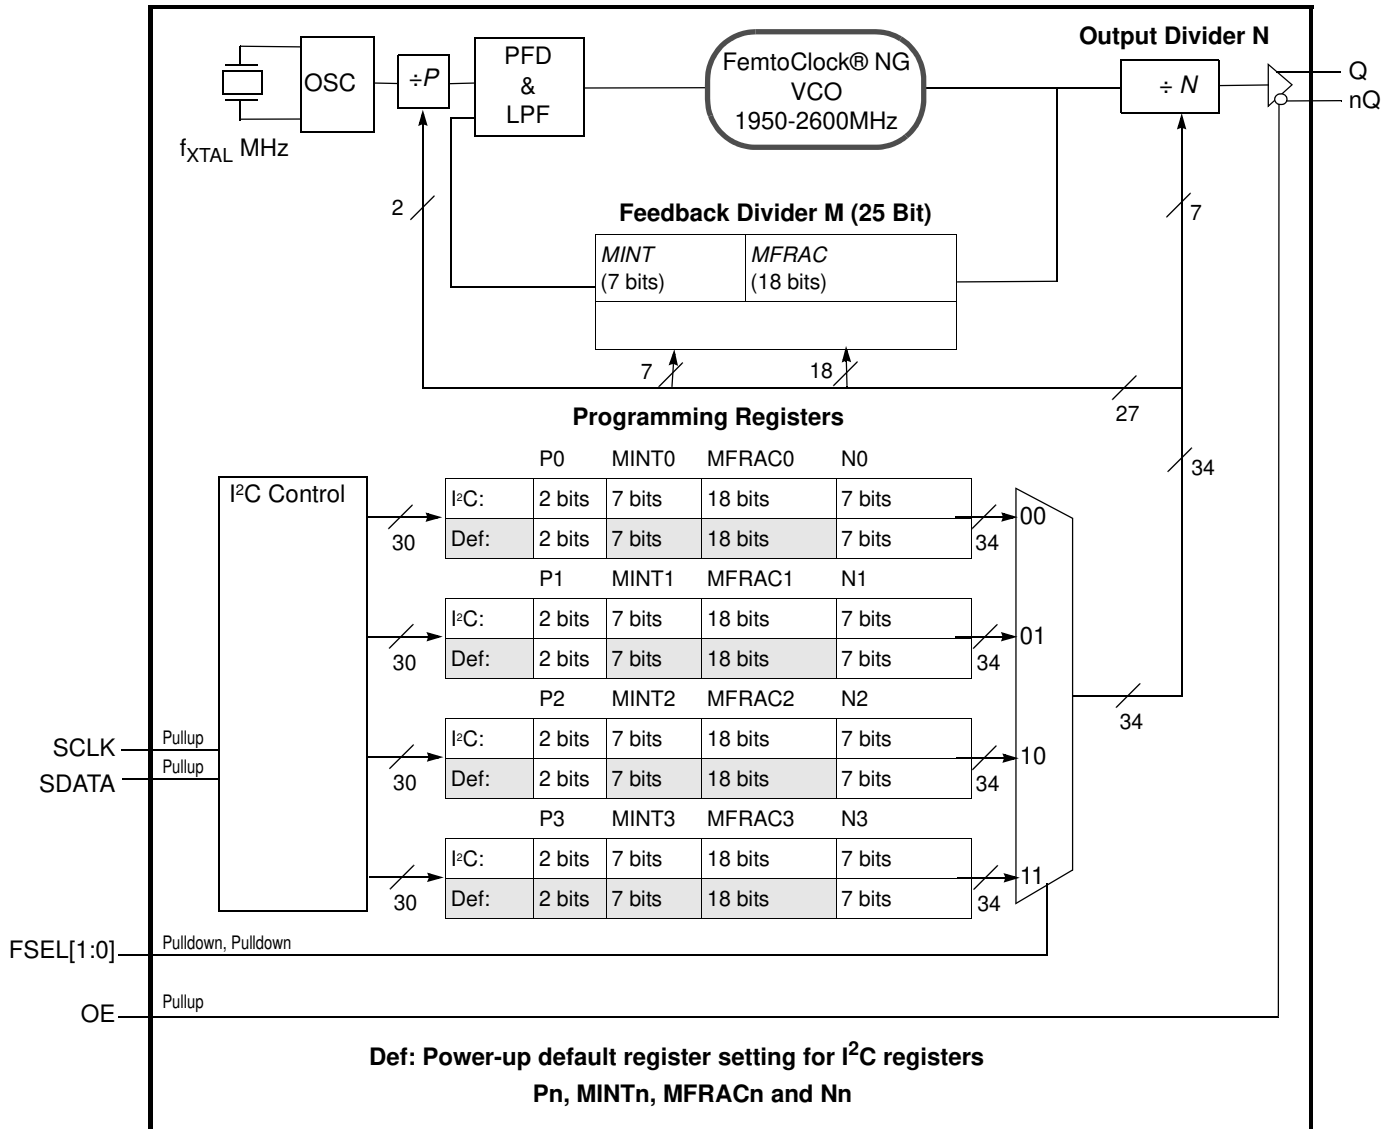 Output Divider N
OSC
÷P
PFD
&
LPF
FemtoClock® NG
VCO
1950-2600MHz
÷ N
Q
nQ
fXTAL MHz
2
7
Feedback Divider M (25 Bit)
MINT
(7 bits)
MFRAC
(18 bits)
7
18
27
Programming Registers
34
P0 MINT0 MFRAC0 N0
I²C Control
I²C: 2 bits 7 bits 18 bits 7 bits
00
30
Def: 2 bits 7 bits 18 bits 7 bits
34
P1 MINT1 MFRAC1 N1
I²C: 2 bits 7 bits 18 bits 7 bits
01
30
Def: 2 bits 7 bits 18 bits 7 bits
34
P2 MINT2 MFRAC2 N2
34
SCLK
Pullup
I²C: 2 bits 7 bits 18 bits 7 bits
10
SDATA
Pullup
30
Def: 2 bits 7 bits 18 bits 7 bits
34
P3 MINT3 MFRAC3 N3
I²C: 2 bits 7 bits 18 bits 7 bits
11
30
Def: 2 bits 7 bits 18 bits 7 bits
34
FSEL[1:0]
Pulldown, Pulldown
OE
Pullup
Def: Power-up default register setting for I²C registers
Pn, MINTn, MFRACn and Nn